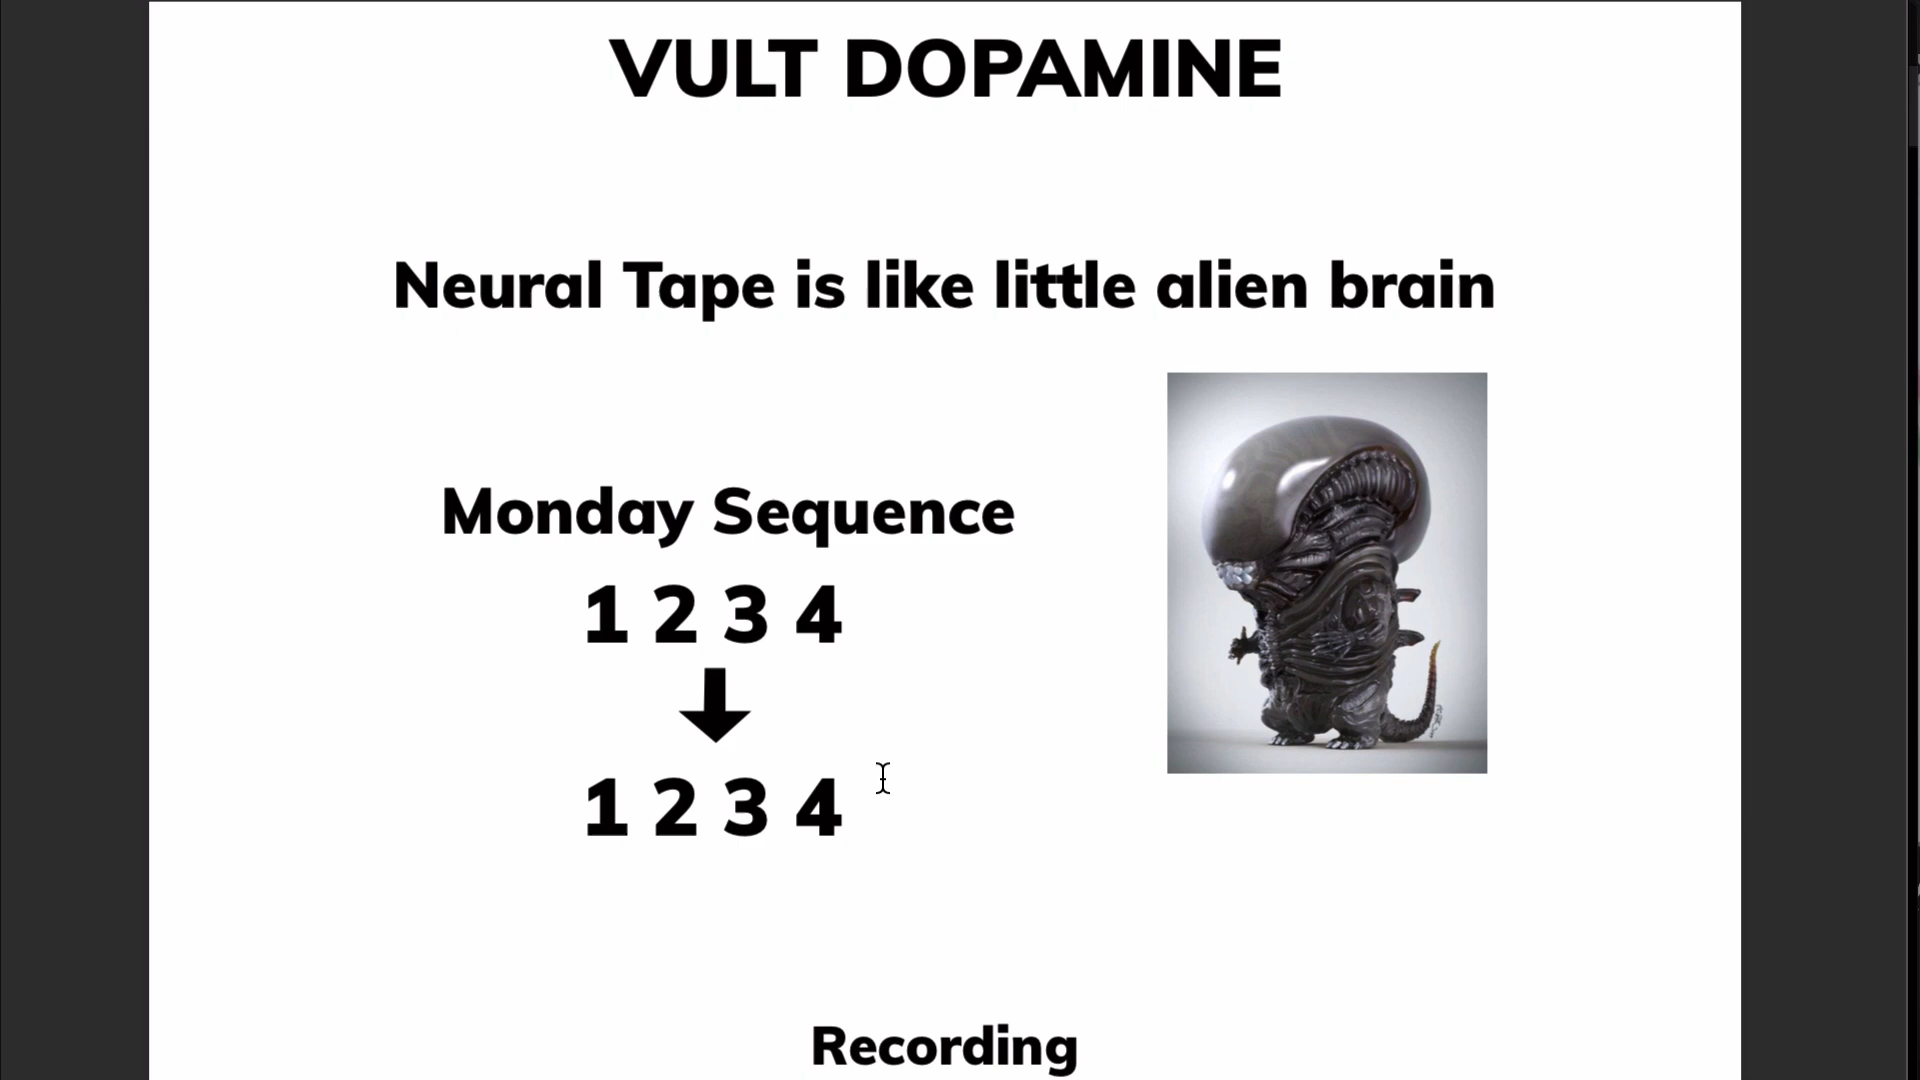 VULT DOPAMINE
Neural Tape is like little alien brain
Monday Sequence
1 2 3 4
1 2 3 4
Recording